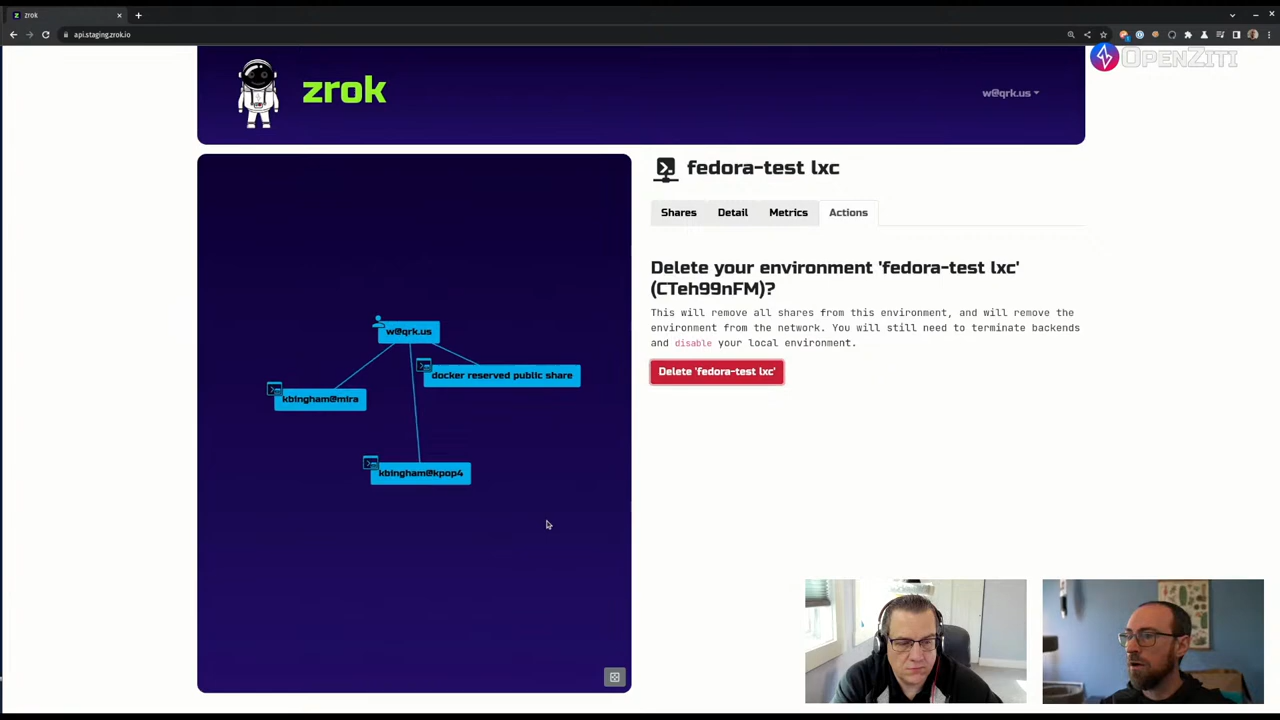 zrok
api.staging.zrok.io
OPENZITI
zrok
w@qrk.us
fedora-test lxc
Shares
Detail
Metrics
Actions
Delete your environment 'fedora-test lxc'
(CTeh99nFM)?
This will remove all shares from this environment, and will remove the
environment from the network. You will still need to terminate backends
and disable your local environment.
Delete 'fedora-test lxc'
w@qrk.us
docker reserved public share
kbingham@mira
kbingham@kpop4